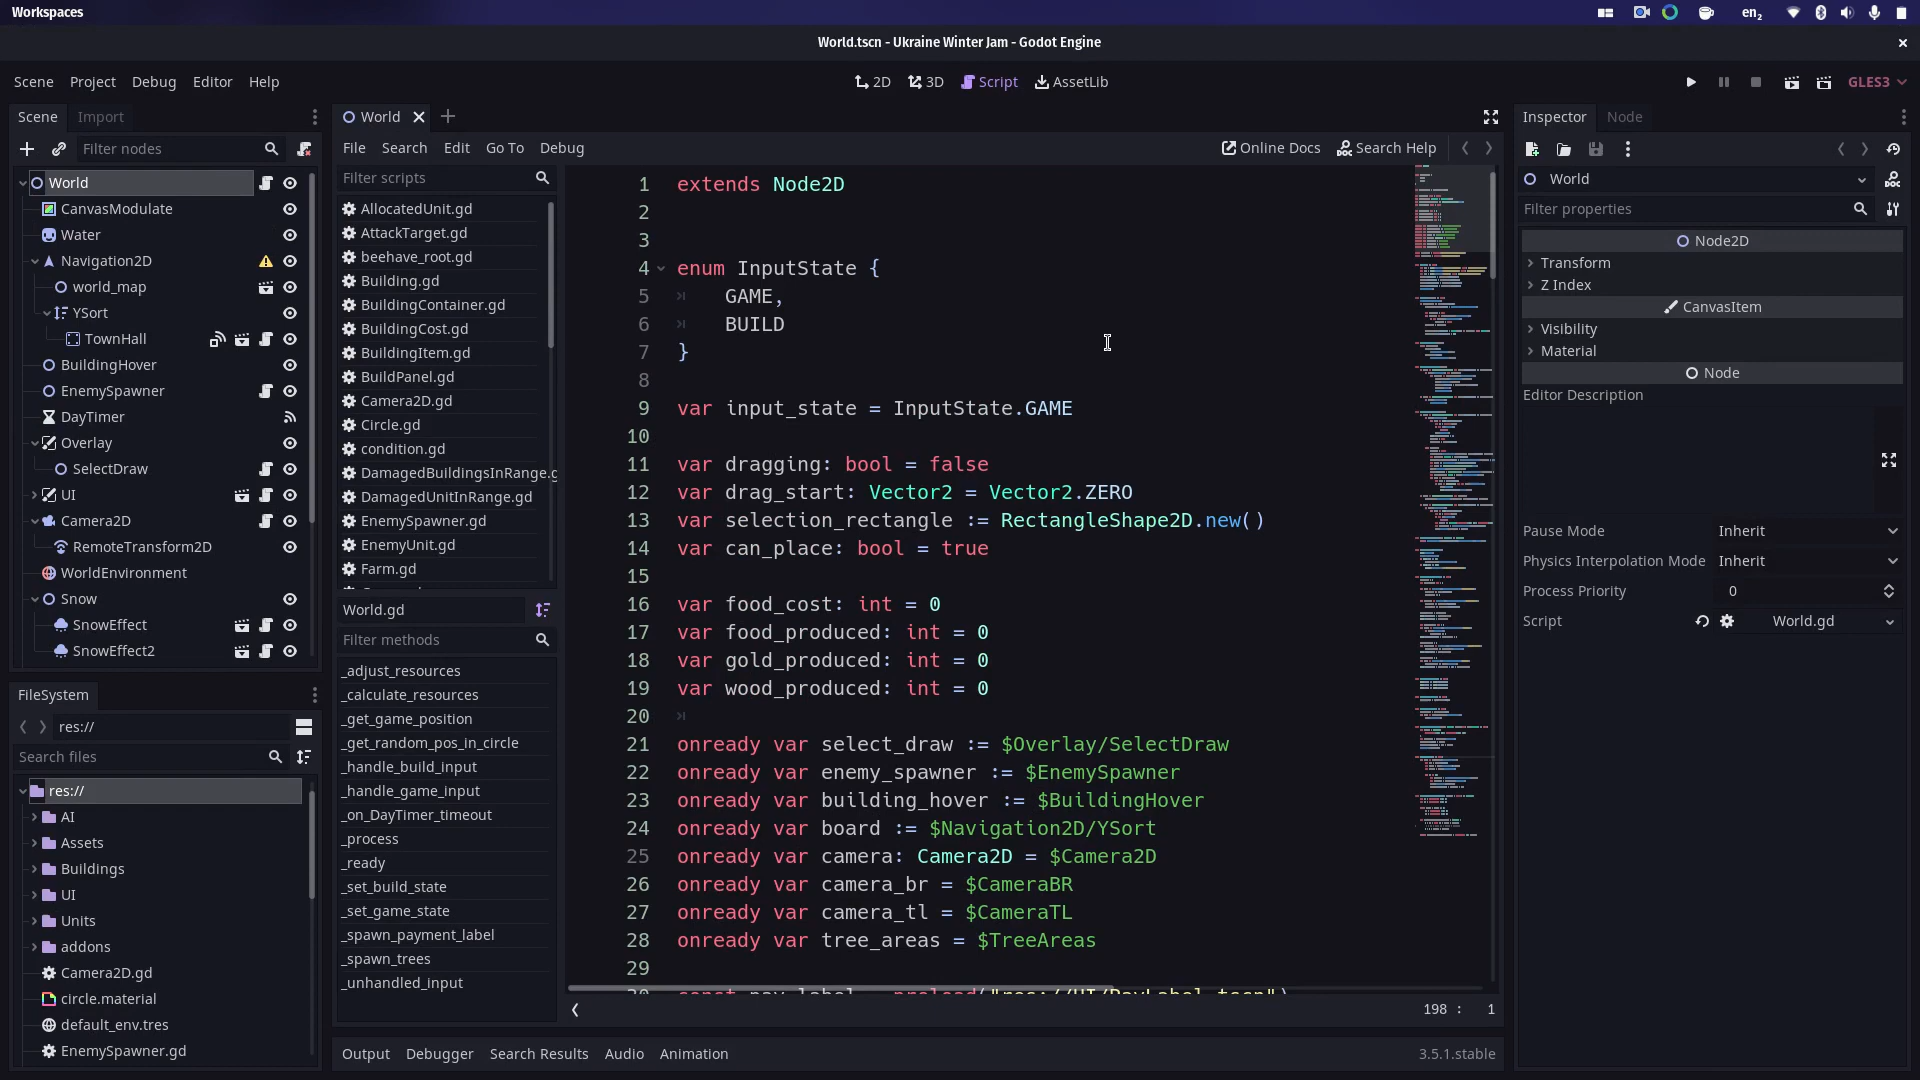 Workspaces
en₂
World.tscn - Ukraine Winter Jam - Godot Engine
Scene Project Debug Editor Help
2D 3D Script AssetLib
GLES3
Scene Import
Filter nodes
World
CanvasModulate
Water
Navigation2D
world_map
YSort
TownHall
BuildingHover
EnemySpawner
DayTimer
Overlay
SelectDraw
UI
Camera2D
RemoteTransform2D
WorldEnvironment
Snow
SnowEffect
SnowEffect2
FileSystem
res://
Search files
res://
AI
Assets
Buildings
UI
Units
addons
Camera2D.gd
circle.material
default_env.tres
EnemySpawner.gd
World
File Search Edit Go To Debug
Online Docs Search Help
Filter scripts
AllocatedUnit.gd
AttackTarget.gd
beehave_root.gd
Building.gd
BuildingContainer.gd
BuildingCost.gd
BuildingItem.gd
BuildPanel.gd
Camera2D.gd
Circle.gd
condition.gd
DamagedBuildingsInRange.g
DamagedUnitInRange.gd
EnemySpawner.gd
EnemyUnit.gd
Farm.gd
World.gd
Filter methods
_adjust_resources
_calculate_resources
_get_game_position
_get_random_pos_in_circle
_handle_build_input
_handle_game_input
_on_DayTimer_timeout
_process
_ready
_set_build_state
_set_game_state
_spawn_payment_label
_spawn_trees
_unhandled_input
1 extends Node2D
2
3
4 enum InputState {
5 GAME,
6 BUILD
7 }
8
9 var input_state = InputState.GAME
10
11 var dragging: bool = false
12 var drag_start: Vector2 = Vector2.ZERO
13 var selection_rectangle := RectangleShape2D.new()
14 var can_place: bool = true
15
16 var food_cost: int = 0
17 var food_produced: int = 0
18 var gold_produced: int = 0
19 var wood_produced: int = 0
20
21 onready var select_draw := $Overlay/SelectDraw
22 onready var enemy_spawner := $EnemySpawner
23 onready var building_hover := $BuildingHover
24 onready var board := $Navigation2D/YSort
25 onready var camera: Camera2D = $Camera2D
26 onready var camera_br = $CameraBR
27 onready var camera_tl = $CameraTL
28 onready var tree_areas = $TreeAreas
29
30 const pay_label = preload("res://UI/PayLabel.tscn")
198 : 1
Output Debugger Search Results Audio Animation
3.5.1.stable
Inspector Node
World
Filter properties
Node2D
Transform
Z Index
CanvasItem
Visibility
Material
Node
Editor Description
Pause Mode Inherit
Physics Interpolation Mode Inherit
Process Priority 0
Script World.gd